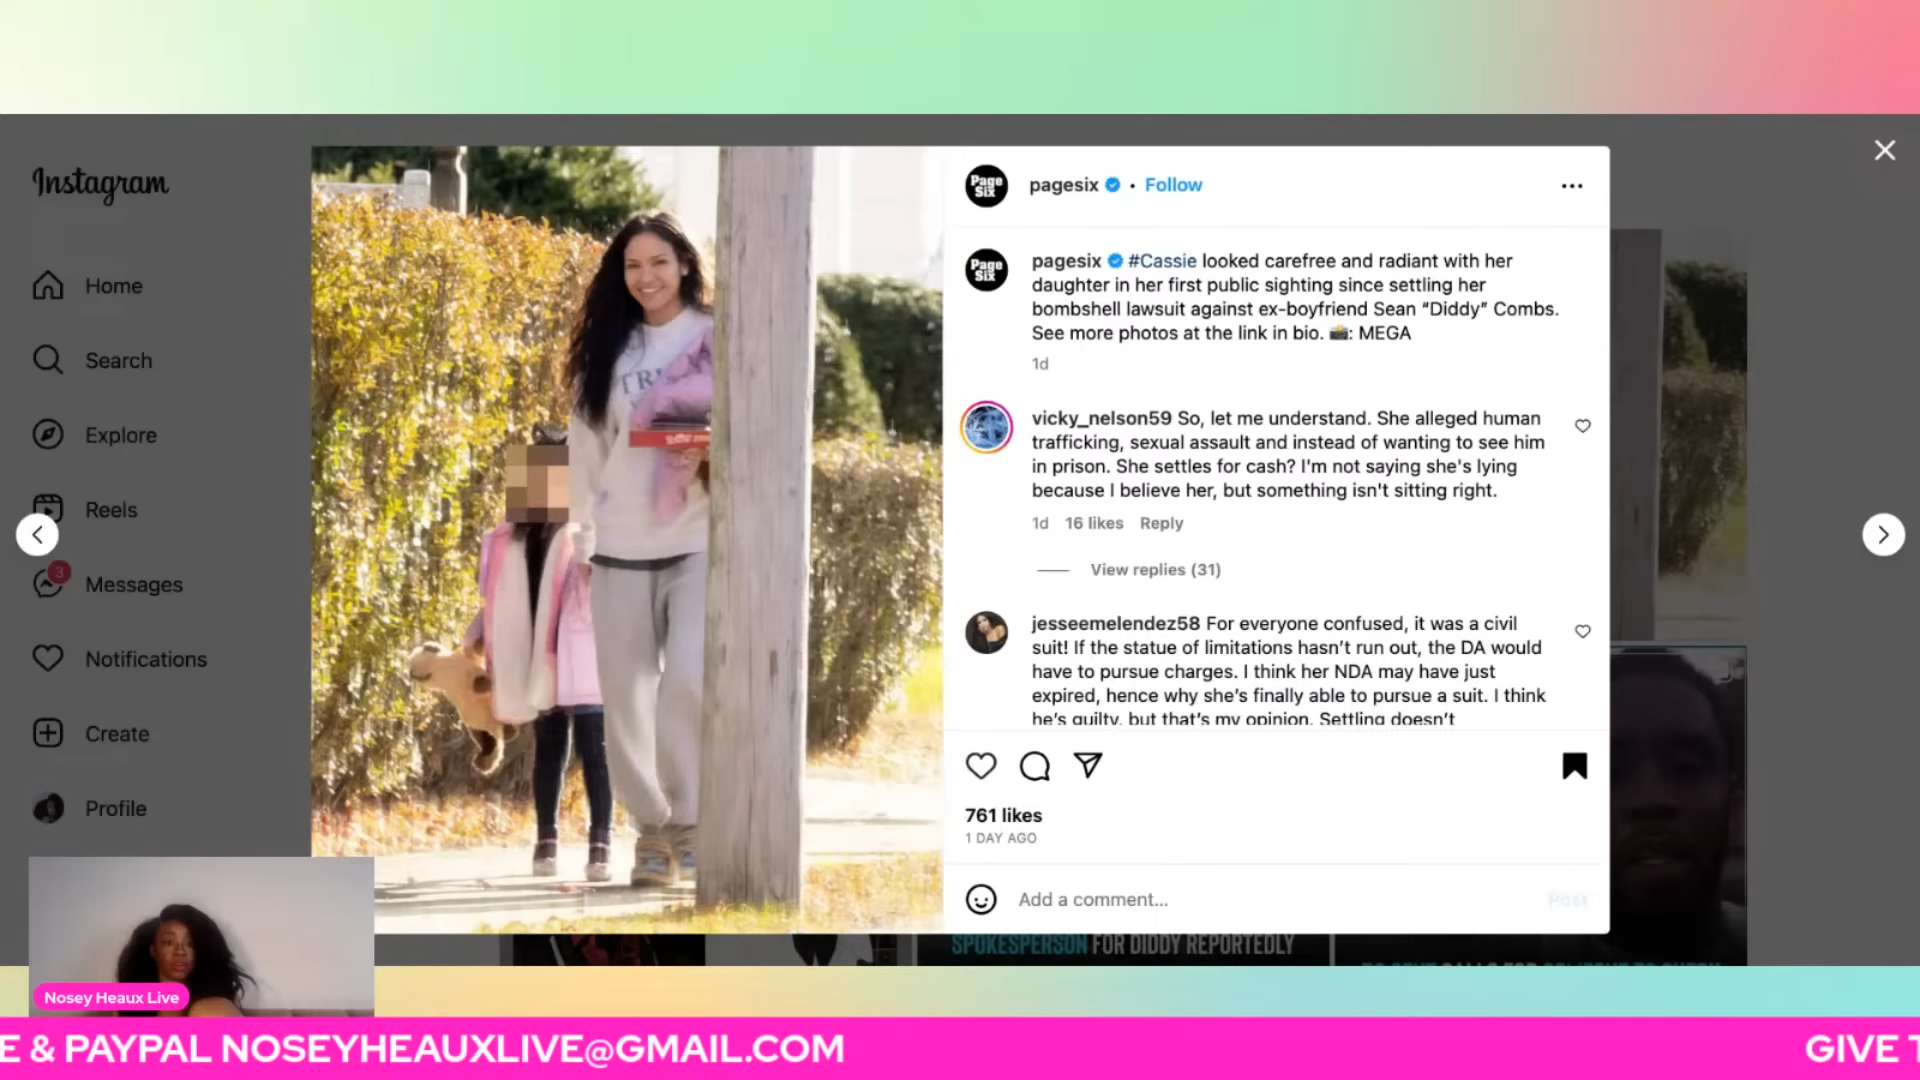 Instagram
Home
Search
Explore
Reels
3
Messages
Notifications
Create
Profile
Page
Six
pagesix • Follow
Page
Six
pagesix #Cassie looked carefree and radiant with her
daughter in her first public sighting since settling her
bombshell lawsuit against ex-boyfriend Sean “Diddy” Combs.
See more photos at the link in bio. 📸: MEGA
1d
vicky_nelson59 So, let me understand. She alleged human
trafficking, sexual assault and instead of wanting to see him
in prison. She settles for cash? I'm not saying she's lying
because I believe her, but something isn't sitting right.
1d 16 likes Reply
View replies (31)
jesseemelendez58 For everyone confused, it was a civil
suit! If the statue of limitations hasn’t run out, the DA would
have to pursue charges. I think her NDA may have just
expired, hence why she’s finally able to pursue a suit. I think
he’s guilty, but that’s my opinion. Settling doesn’t
761 likes
1 DAY AGO
Add a comment...
Post
SPOKESPERSON FOR DIDDY REPORTEDLY
Nosey Heaux Live
E & PAYPAL NOSEYHEAUXLIVE@GMAIL.COM
GIVE T